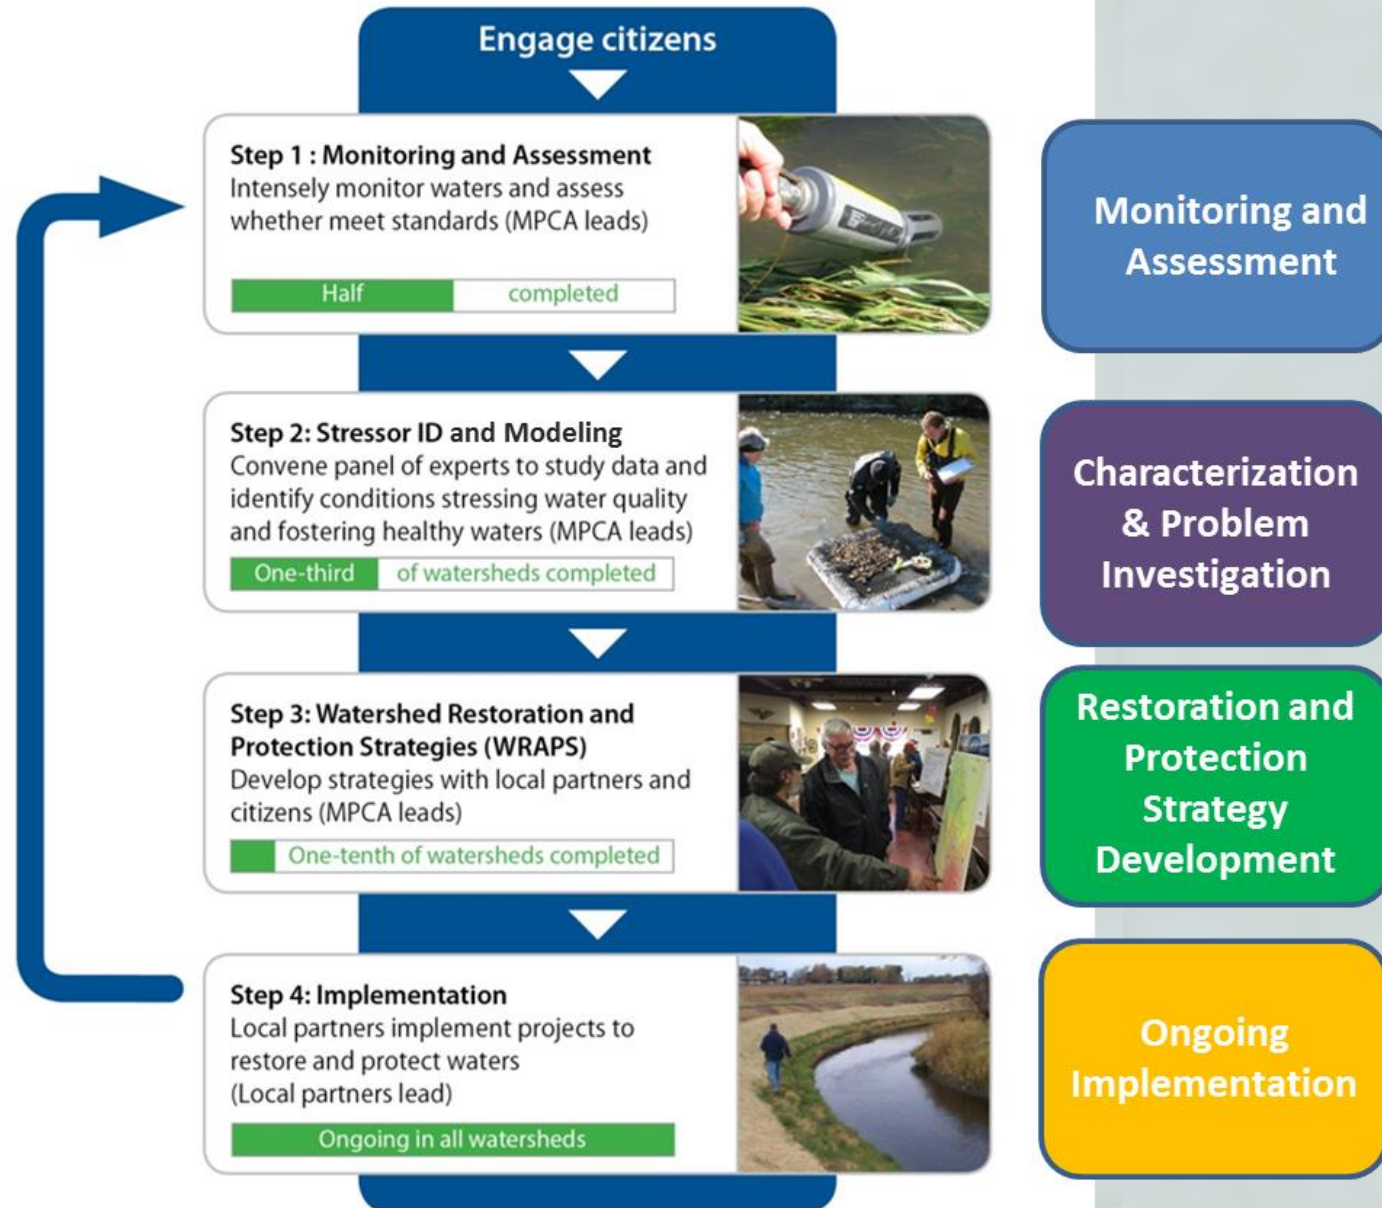 Engage citizens
Step 1 : Monitoring and Assessment
Intensely monitor waters and assess
whether meet standards (MPCA leads)
Half completed
Monitoring and
Assessment
Step 2: Stressor ID and Modeling
Convene panel of experts to study data and
identify conditions stressing water quality
and fostering healthy waters (MPCA leads)
One-third of watersheds completed
Characterization
& Problem
Investigation
Step 3: Watershed Restoration and
Protection Strategies (WRAPS)
Develop strategies with local partners and
citizens (MPCA leads)
One-tenth of watersheds completed
Restoration and
Protection
Strategy
Development
Step 4: Implementation
Local partners implement projects to
restore and protect waters
(Local partners lead)
Ongoing in all watersheds
Ongoing
Implementation